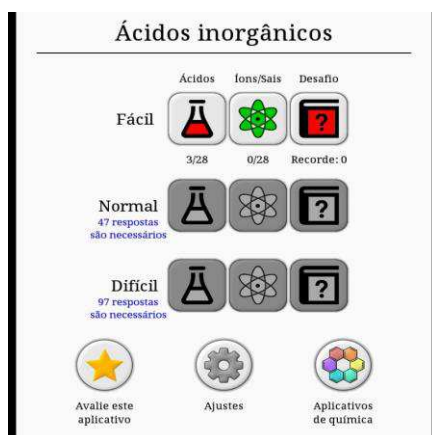 Ácidos inorgânicos
Ácidos Íons/Sais Desafio
Fácil
? 
3/28 0/28 Recorde: 0
Normal
47 respostas
são necessários
?
Difícil
97 respostas
são necessários
?
Avalie este
aplicativo
Ajustes
Aplicativos
de química